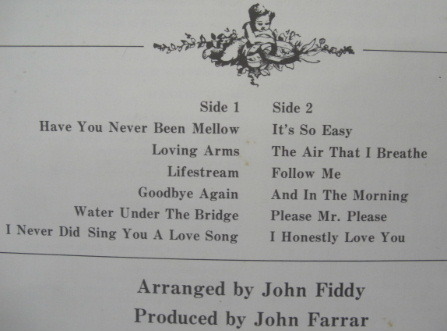 Side 1
Have You Never Been Mellow
Loving Arms
Lifestream
Goodbye Again
Water Under The Bridge
I Never Did Sing You A Love Song
Side 2
It's So Easy
The Air That I Breathe
Follow Me
And In The Morning
Please Mr. Please
I Honestly Love You
Arranged by John Fiddy
Produced by John Farrar